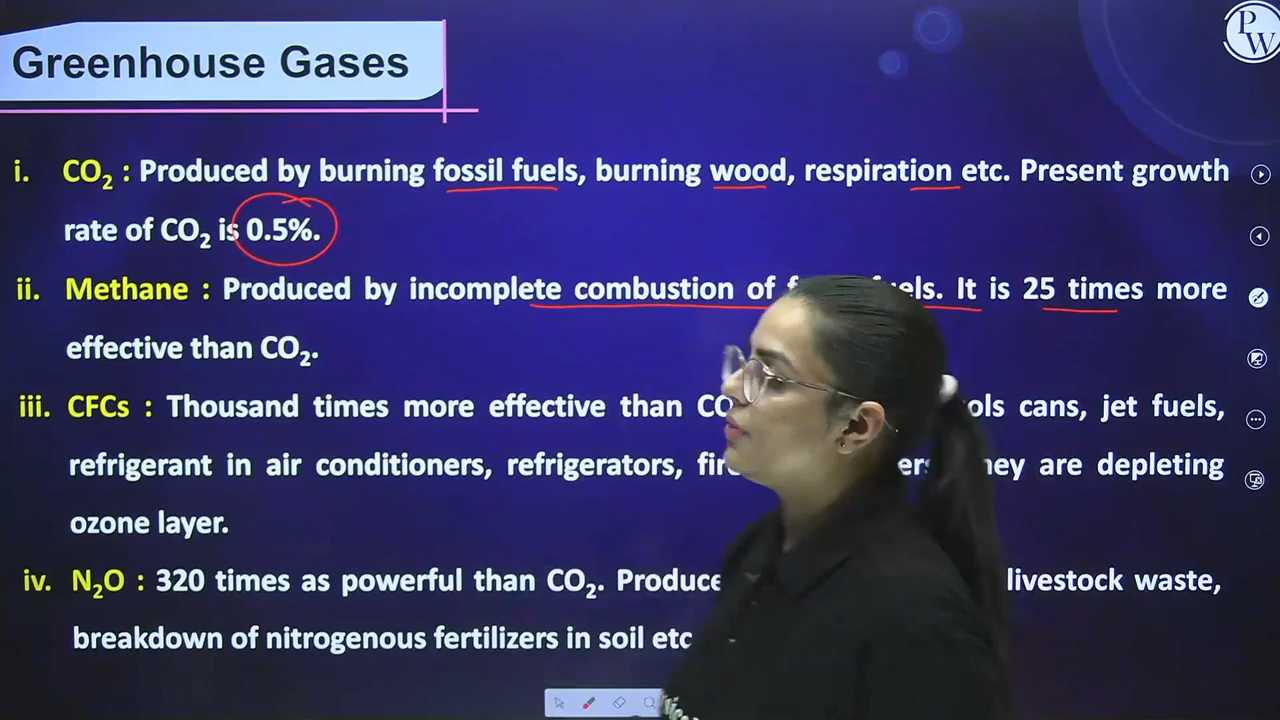 Greenhouse Gases
PW
i. CO₂ : Produced by burning fossil fuels, burning wood, respiration etc. Present growth
rate of CO₂ is 0.5%.
ii. Methane : Produced by incomplete combustion of It is 25 times more
effective than CO₂.
iii. CFCs : Thousand times more effective than cans, jet fuels,
refrigerant in air conditioners, refrigerators, are depleting
ozone layer.
iv. N₂O : 320 times as powerful than CO₂. livestock waste,
breakdown of nitrogenous fertilizers in soil etc